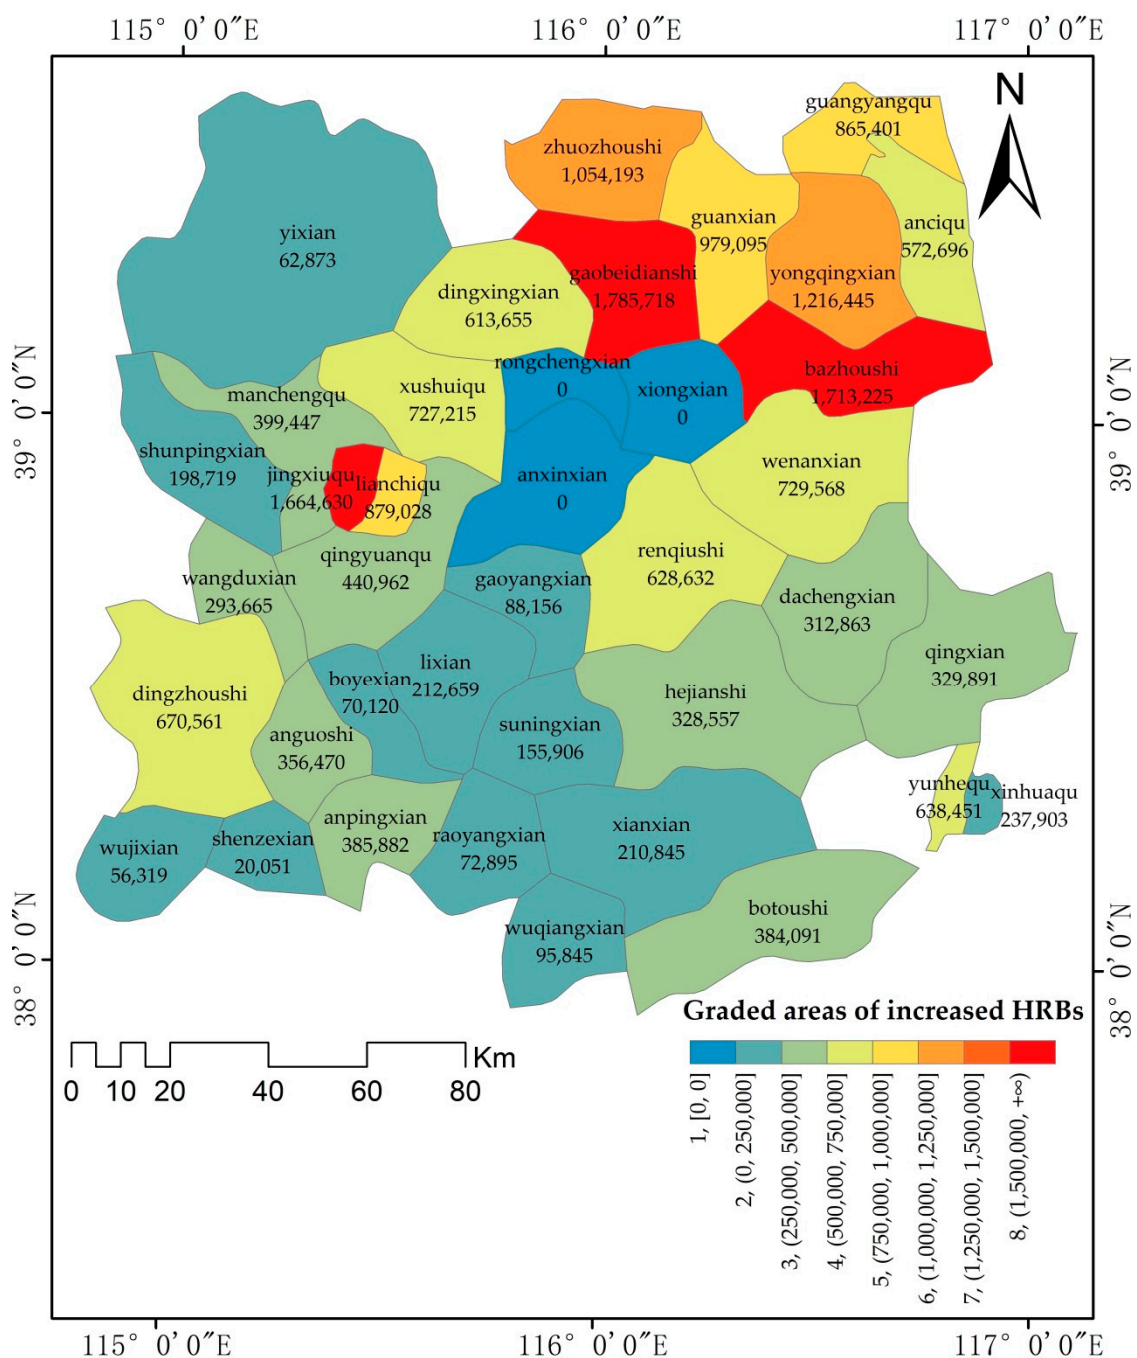 115° 0′ 0″E
116° 0′ 0″E
117° 0′ 0″E
N
guangyangqu
865,401
zhuozhoushi
1,054,193
guanxian
979,095
anciqu
572,696
yixian
62,873
gaobeidianshi
1,785,718
yongqingxian
1,216,445
dingxingxian
613,655
39° 0′ 0″N
39° 0′ 0″N
rongchengxian
0
xiongxian
0
bazhoushi
1,713,225
manchengqu
399,447
xushuiqu
727,215
shunpingxian
198,719
jingxiuqu
1,664,630
lianchiqu
879,028
anxinxian
0
wenanxian
729,568
qingyuanqu
440,962
wangduxian
293,665
gaoyangxian
88,156
renqiushi
628,632
dachengxian
312,863
qingxian
329,891
dingzhoushi
670,561
boyexian
70,120
lixian
212,659
hejianshi
328,557
anguoshi
356,470
suningxian
155,906
yunhequ
638,451
xinhuaqu
237,903
wujixian
56,319
shenzexian
20,051
anpingxian
385,882
raoyangxian
72,895
xianxian
210,845
wuqiangxian
95,845
botoushi
384,091
38° 0′ 0″N
38° 0′ 0″N
Graded areas of increased HRBs
1, [0, 0]
2, (0, 250,000]
3, (250,000, 500,000]
4, (500,000, 750,000]
5, (750,000, 1,000,000]
6, (1,000,000, 1,250,000]
7, (1,250,000, 1,500,000]
8, (1,500,000, +∞)
Km
0 10 20 40 60 80
115° 0′ 0″E
116° 0′ 0″E
117° 0′ 0″E